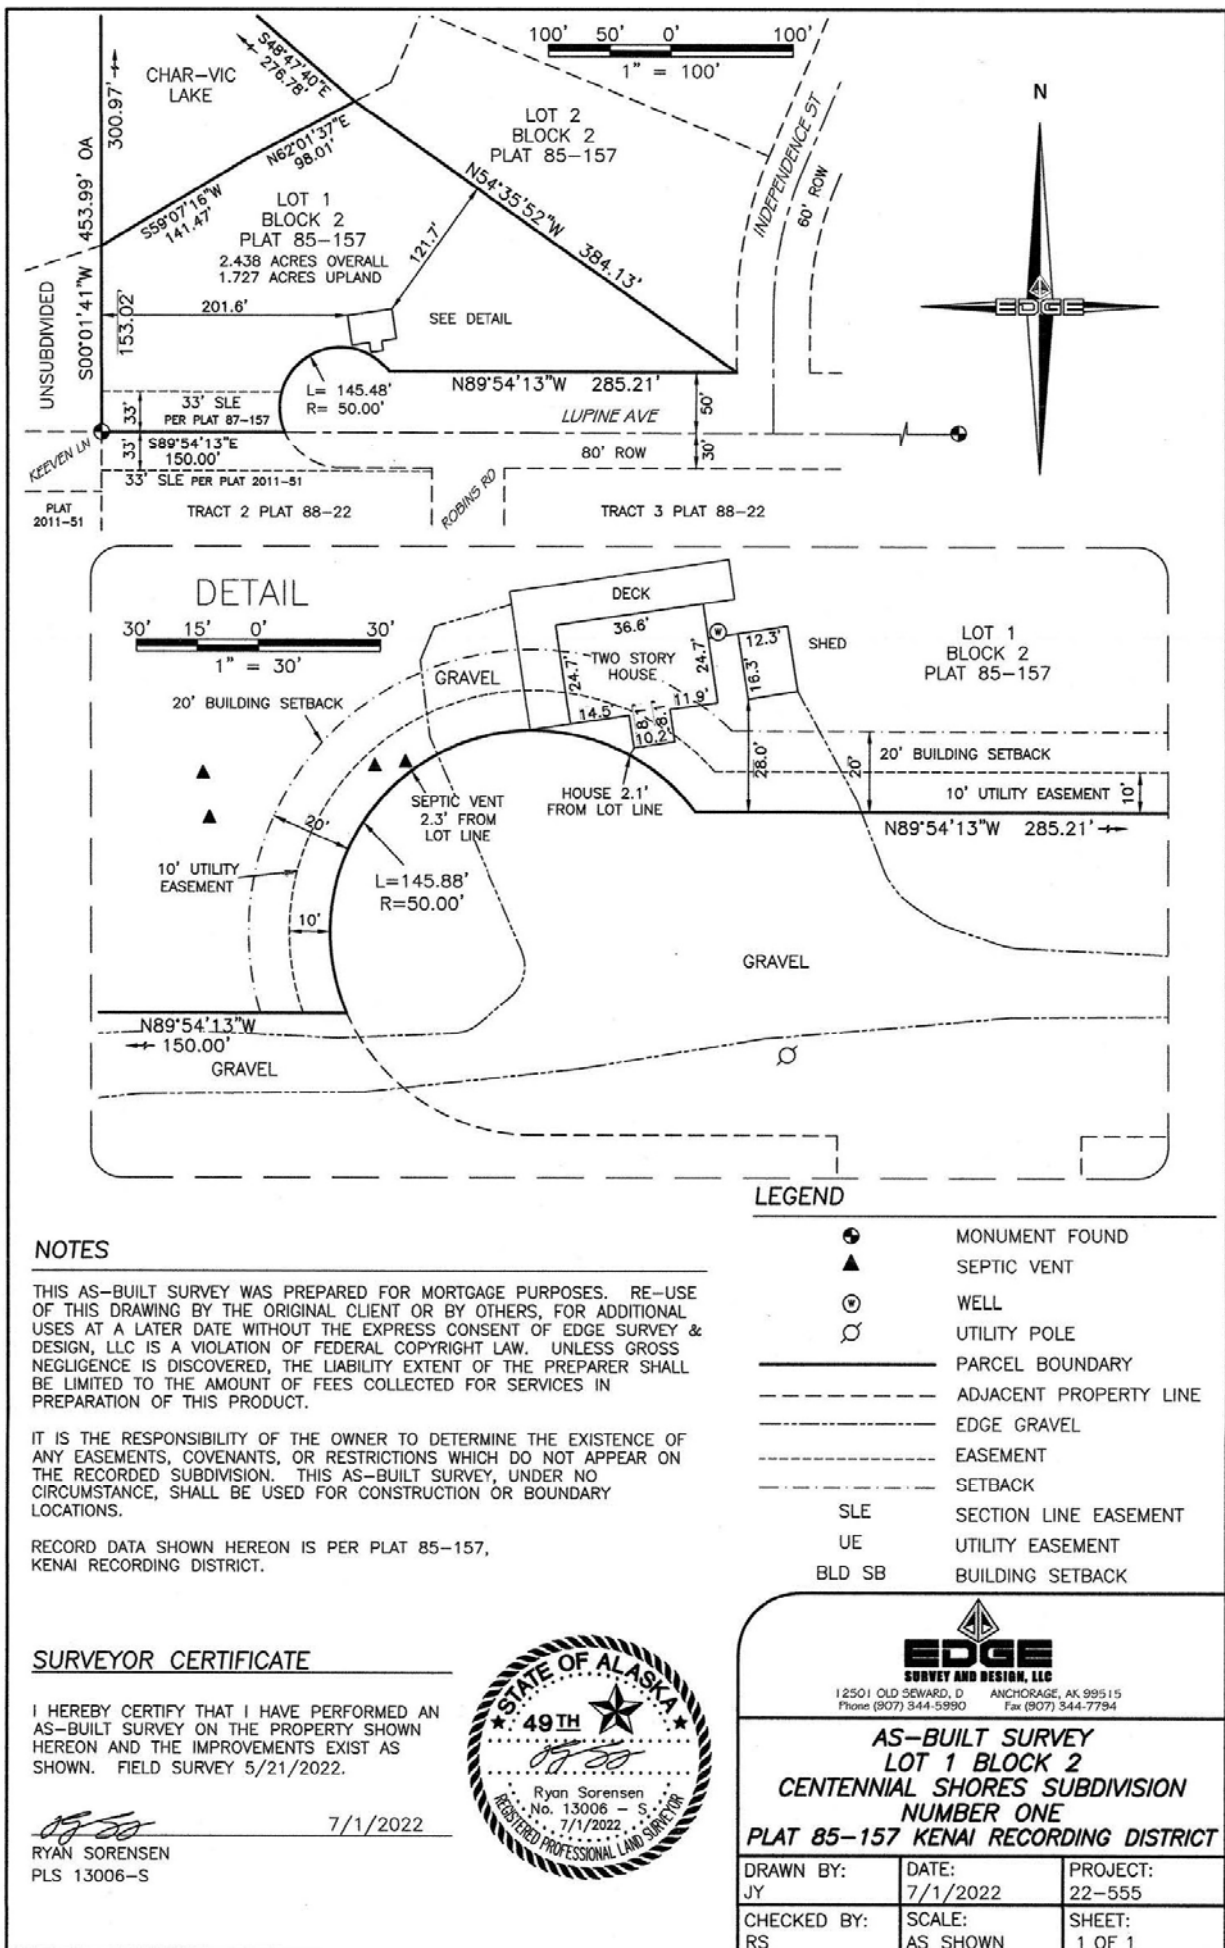 100' 50' 0' 100'
1" = 100'
S48°47'40"E
276.78'
CHAR-VIC
LAKE
300.97'
N62°01'37"E
98.01'
S59°07'16"W
141.47'
LOT 2
BLOCK 2
PLAT 85-157
N54°35'52"W 384.13'
INDEPENDENCE ST
60' ROW
N
EDGE
LOT 1
BLOCK 2
PLAT 85-157
2.438 ACRES OVERALL
1.727 ACRES UPLAND
121.7'
201.6'
SEE DETAIL
UNSUBDIVIDED
S00°01'41"W 453.99' OA
153.02'
L= 145.48'
R= 50.00'
N89°54'13"W 285.21'
33' SLE
PER PLAT 87-157
33'
33'
LUPINE AVE
50'
30'
KEEVEN LN
S89°54'13"E
150.00'
80' ROW
33' SLE PER PLAT 2011-51
PLAT
2011-51
TRACT 2 PLAT 88-22
ROBINS RD
TRACT 3 PLAT 88-22
DETAIL
30' 15' 0' 30'
1" = 30'
DECK
36.6'
24.7'
TWO STORY
HOUSE
24.7'
W
12.3'
16.3'
SHED
LOT 1
BLOCK 2
PLAT 85-157
GRAVEL
20' BUILDING SETBACK
14.5'
8.1'
8.1'
11.9'
10.2'
28.0'
20'
20' BUILDING SETBACK
10' UTILITY EASEMENT
10'
SEPTIC VENT
2.3' FROM
LOT LINE
HOUSE 2.1'
FROM LOT LINE
N89°54'13"W 285.21'
20'
10' UTILITY
EASEMENT
L=145.88'
R=50.00'
10'
GRAVEL
N89°54'13"W
150.00'
GRAVEL
LEGEND
MONUMENT FOUND
SEPTIC VENT
W WELL
UTILITY POLE
PARCEL BOUNDARY
ADJACENT PROPERTY LINE
EDGE GRAVEL
EASEMENT
SETBACK
SLE SECTION LINE EASEMENT
UE UTILITY EASEMENT
BLD SB BUILDING SETBACK
NOTES
THIS AS-BUILT SURVEY WAS PREPARED FOR MORTGAGE PURPOSES. RE-USE
OF THIS DRAWING BY THE ORIGINAL CLIENT OR BY OTHERS, FOR ADDITIONAL
USES AT A LATER DATE WITHOUT THE EXPRESS CONSENT OF EDGE SURVEY &
DESIGN, LLC IS A VIOLATION OF FEDERAL COPYRIGHT LAW. UNLESS GROSS
NEGLIGENCE IS DISCOVERED, THE LIABILITY EXTENT OF THE PREPARER SHALL
BE LIMITED TO THE AMOUNT OF FEES COLLECTED FOR SERVICES IN
PREPARATION OF THIS PRODUCT.
IT IS THE RESPONSIBILITY OF THE OWNER TO DETERMINE THE EXISTENCE OF
ANY EASEMENTS, COVENANTS, OR RESTRICTIONS WHICH DO NOT APPEAR ON
THE RECORDED SUBDIVISION. THIS AS-BUILT SURVEY, UNDER NO
CIRCUMSTANCE, SHALL BE USED FOR CONSTRUCTION OR BOUNDARY
LOCATIONS.
RECORD DATA SHOWN HEREON IS PER PLAT 85-157,
KENAI RECORDING DISTRICT.
SURVEYOR CERTIFICATE
I HEREBY CERTIFY THAT I HAVE PERFORMED AN
AS-BUILT SURVEY ON THE PROPERTY SHOWN
HEREON AND THE IMPROVEMENTS EXIST AS
SHOWN. FIELD SURVEY 5/21/2022.
7/1/2022
RYAN SORENSEN
PLS 13006-S
STATE OF ALASKA
49TH
Ryan Sorensen
No. 13006 - S
7/1/2022
REGISTERED PROFESSIONAL LAND SURVEYOR
EDGE
SURVEY AND DESIGN, LLC
12501 OLD SEWARD, D ANCHORAGE, AK 99515
Phone (907) 344-5990 Fax (907) 344-7794
AS-BUILT SURVEY
LOT 1 BLOCK 2
CENTENNIAL SHORES SUBDIVISION
NUMBER ONE
PLAT 85-157 KENAI RECORDING DISTRICT
DRAWN BY: DATE: PROJECT:
JY 7/1/2022 22-555
CHECKED BY: SCALE: SHEET:
RS AS SHOWN 1 OF 1